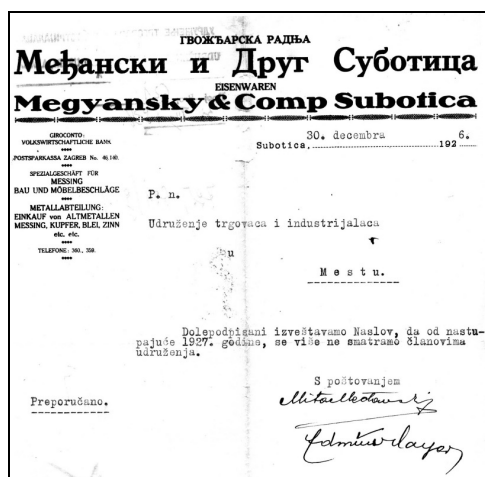 ГВОЖЂАРСКА РАДЊА
Међански и Друг Суботица
EISENWAREN
Megyansky & Comp Subotica
GIROCONTO:
VOLKSWIRTSCHAFTLICHE BANK
POSTSPARKASSA ZAGREB No. 40,140.
SPEZIALGESCHÄFT FÜR
MESSING
BAU UND MÖBELBESCHLÄGE
METALLABTEILUNG:
EINKAUF von ALTMETALLEN
MESSING, KUPFER, BLEI, ZINN
etc. etc.
TELEFONE: 360., 359.
30. decembra 6.
Subotica, 192
P. n.
Udruženje trgovaca i industrijalaca
u
Mestu.
Dolepodpisani izveštavamo Naslov, da od nastu-
pajuće 1927. godine, se više ne smatramo članovima
udruženja.
S poštovanjem
Preporučano.